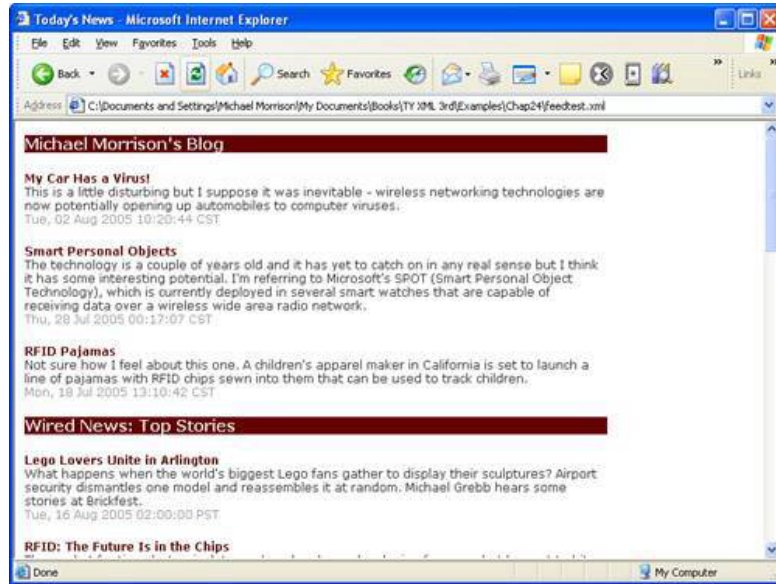 Today's News - Microsoft Internet Explorer
File Edit View Favorites Tools Help
Back Search Favorites Links
Address C:\Documents and Settings\Michael Morrison\My Documents\Books\TY XML 3rd\Examples\Chap24\feedtest.xml
Michael Morrison's Blog
My Car Has a Virus!
This is a little disturbing but I suppose it was inevitable - wireless networking technologies are
now potentially opening up automobiles to computer viruses.
Tue, 02 Aug 2005 10:20:44 CST
Smart Personal Objects
The technology is a couple of years old and it has yet to catch on in any real sense but I think
it has some interesting potential. I'm referring to Microsoft's SPOT (Smart Personal Object
Technology), which is currently deployed in several smart watches that are capable of
receiving data over a wireless wide area radio network.
Thu, 28 Jul 2005 00:17:07 CST
RFID Pajamas
Not sure how I feel about this one. A children's apparel maker in California is set to launch a
line of pajamas with RFID chips sewn into them that can be used to track children.
Mon, 18 Jul 2005 13:10:42 CST
Wired News: Top Stories
Lego Lovers Unite in Arlington
What happens when the world's biggest Lego fans gather to display their sculptures? Airport
security dismantles one model and reassembles it at random. Michael Grebb hears some
stories at Brickfest.
Tue, 16 Aug 2005 02:00:00 PST
RFID: The Future Is in the Chips
Done My Computer